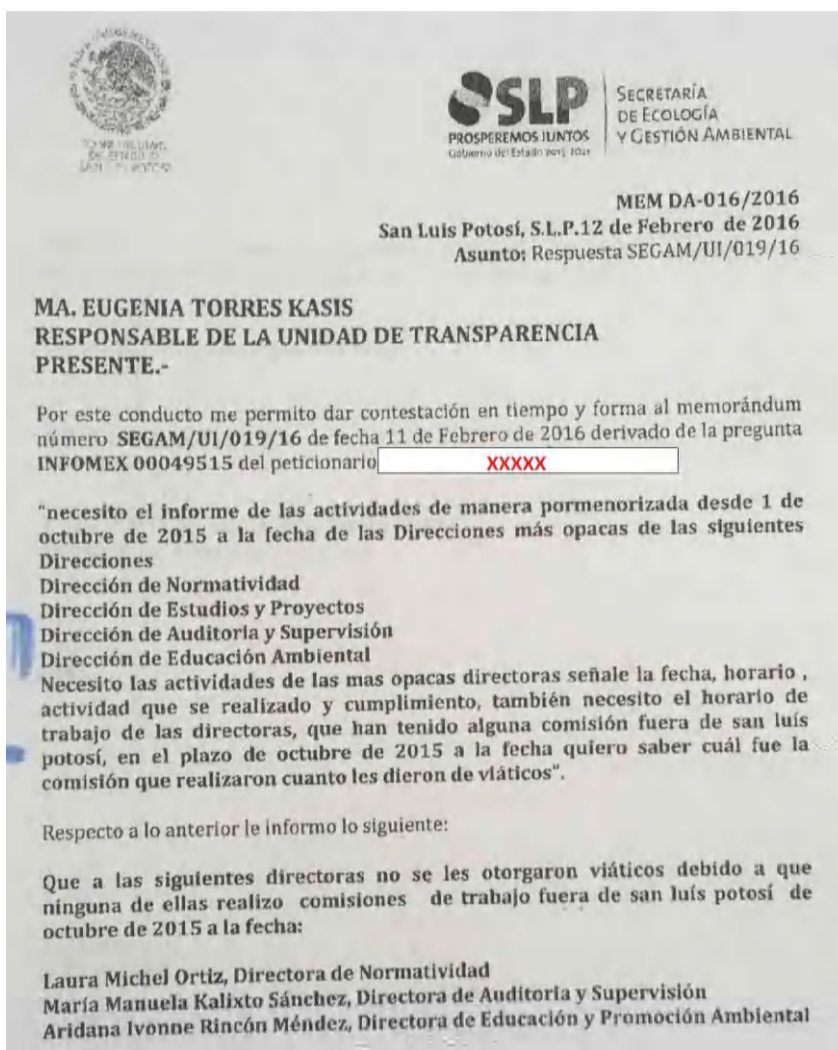 SLP
PROSPEREMOS JUNTOS
Gobierno del Estado 2015-2021
SECRETARÍA
DE ECOLOGÍA
Y GESTIÓN AMBIENTAL
MEM DA-016/2016
San Luis Potosí, S.L.P.12 de Febrero de 2016
Asunto: Respuesta SEGAM/UI/019/16
MA. EUGENIA TORRES KASIS
RESPONSABLE DE LA UNIDAD DE TRANSPARENCIA
PRESENTE.-
Por este conducto me permito dar contestación en tiempo y forma al memorándum
número SEGAM/UI/019/16 de fecha 11 de Febrero de 2016 derivado de la pregunta
INFOMEX 00049515 del peticionario XXXXX
"necesito el informe de las actividades de manera pormenorizada desde 1 de
octubre de 2015 a la fecha de las Direcciones más opacas de las siguientes
Direcciones
Dirección de Normatividad
Dirección de Estudios y Proyectos
Dirección de Auditoria y Supervisión
Dirección de Educación Ambiental
Necesito las actividades de las mas opacas directoras señale la fecha, horario ,
actividad que se realizado y cumplimiento, también necesito el horario de
trabajo de las directoras, que han tenido alguna comisión fuera de san luís
potosí, en el plazo de octubre de 2015 a la fecha quiero saber cuál fue la
comisión que realizaron cuanto les dieron de viáticos".
Respecto a lo anterior le informo lo siguiente:
Que a las siguientes directoras no se les otorgaron viáticos debido a que
ninguna de ellas realizo comisiones de trabajo fuera de san luís potosí de
octubre de 2015 a la fecha:
Laura Michel Ortiz, Directora de Normatividad
María Manuela Kalixto Sánchez, Directora de Auditoria y Supervisión
Aridana Ivonne Rincón Méndez, Directora de Educación y Promoción Ambiental